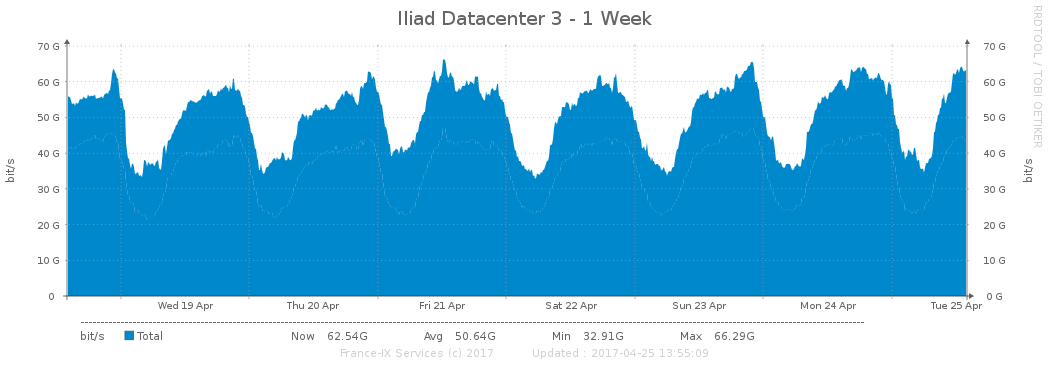 Iliad Datacenter 3 - 1 Week
RRDTOOL / TOBI OETIKER
70 G 70 G
60 G 60 G
50 G 50 G
40 G 40 G
30 G 30 G
20 G 20 G
10 G 10 G
0 0 G
bit/s bit/s
Wed 19 Apr Thu 20 Apr Fri 21 Apr Sat 22 Apr Sun 23 Apr Mon 24 Apr Tue 25 Apr
bit/s Total Now 62.54G Avg 50.64G Min 32.91G Max 66.29G
France-IX Services (c) 2017 Updated : 2017-04-25 13:55:09